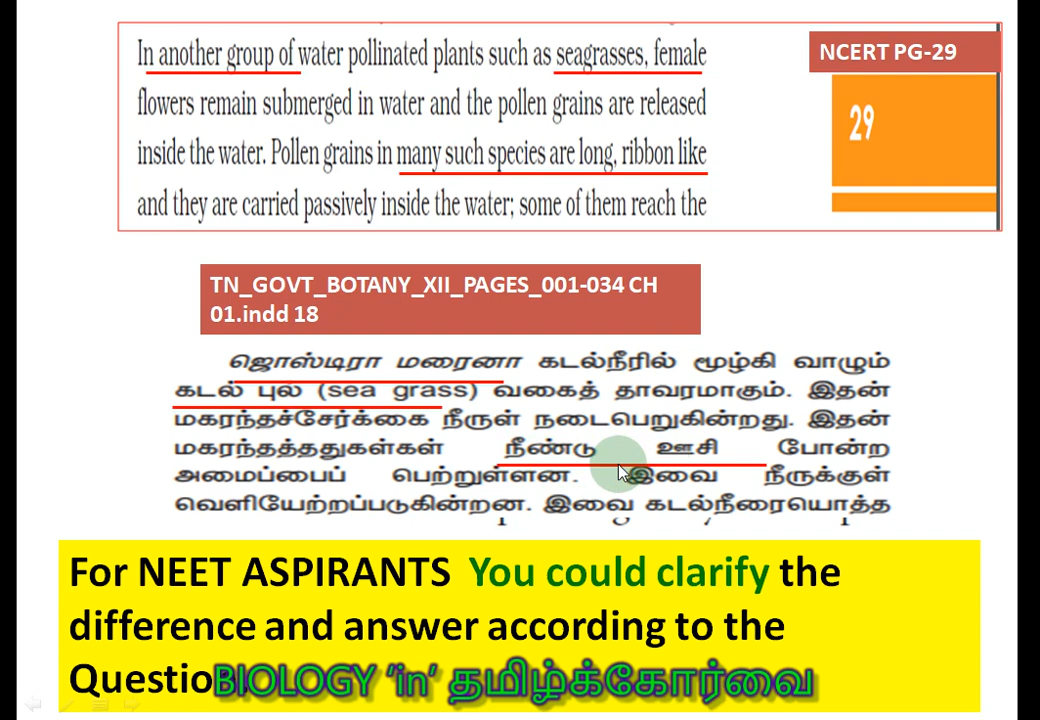 In another group of water pollinated plants such as seagrasses, female
NCERT PG-29
flowers remain submerged in water and the pollen grains are released
29
inside the water. Pollen grains in many such species are long, ribbon like
and they are carried passively inside the water; some of them reach the
TN_GOVT_BOTANY_XII_PAGES_001-034 CH
01.indd 18
ஜொஸ்டிரா மரைனா கடல்நீரில் மூழ்கி வாழும்
கடல் புல் (sea grass) வகைத் தாவரமாகும். இதன்
மகரந்தச்சேர்க்கை நீருள் நடைபெறுகின்றது. இதன்
மகரந்தத்ததுகள்கள் நீண்டு ஊசி போன்ற
அமைப்பைப் பெற்றுள்ளன. இவை நீருக்குள்
வெளியேற்றப்படுகின்றன. இவை கடல்நீரையொத்த
For NEET ASPIRANTS You could clarify the
difference and answer according to the
Question
BIOLOGY 'in' தமிழ்க்கோர்வை